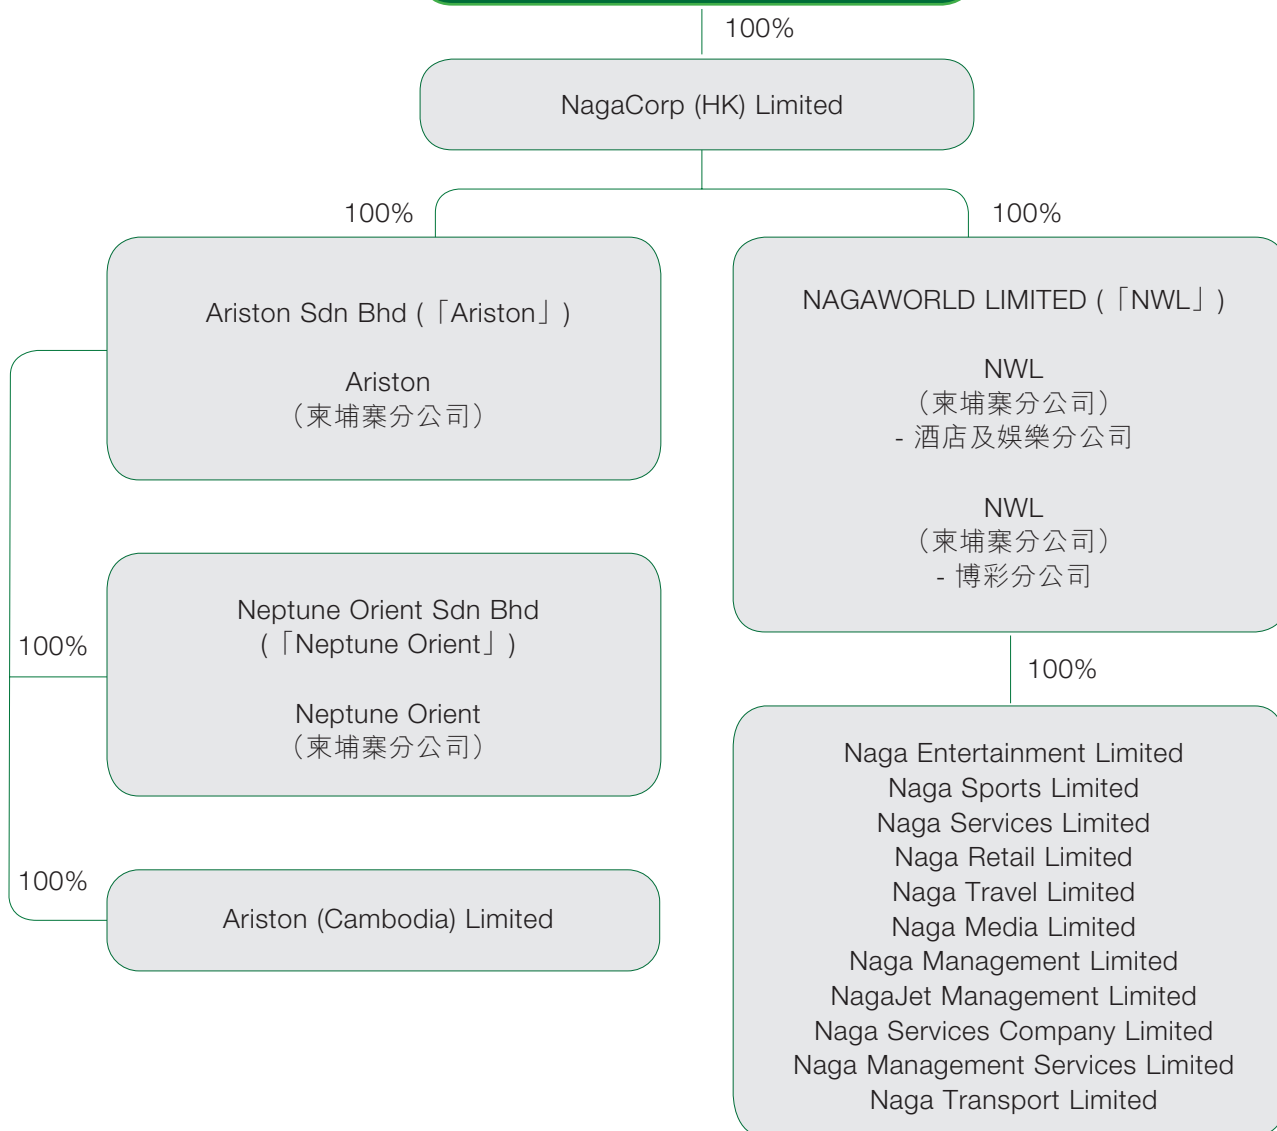 100%
NagaCorp (HK) Limited
100%
100%
Ariston Sdn Bhd (「Ariston」)
Ariston
（柬埔寨分公司）
NAGAWORLD LIMITED (「NWL」)
NWL
（柬埔寨分公司）
- 酒店及娛樂分公司
NWL
（柬埔寨分公司）
- 博彩分公司
100%
Neptune Orient Sdn Bhd
(「Neptune Orient」)
Neptune Orient
（柬埔寨分公司）
100%
Naga Entertainment Limited
Naga Sports Limited
Naga Services Limited
Naga Retail Limited
Naga Travel Limited
Naga Media Limited
Naga Management Limited
NagaJet Management Limited
Naga Services Company Limited
Naga Management Services Limited
Naga Transport Limited
100%
Ariston (Cambodia) Limited